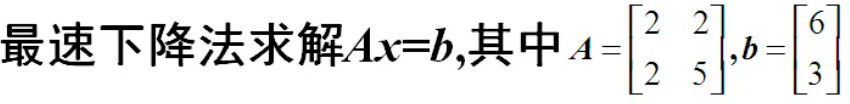 最速下降法求解Ax=b,其中 A = [2 2; 2 5], b = [6; 3]